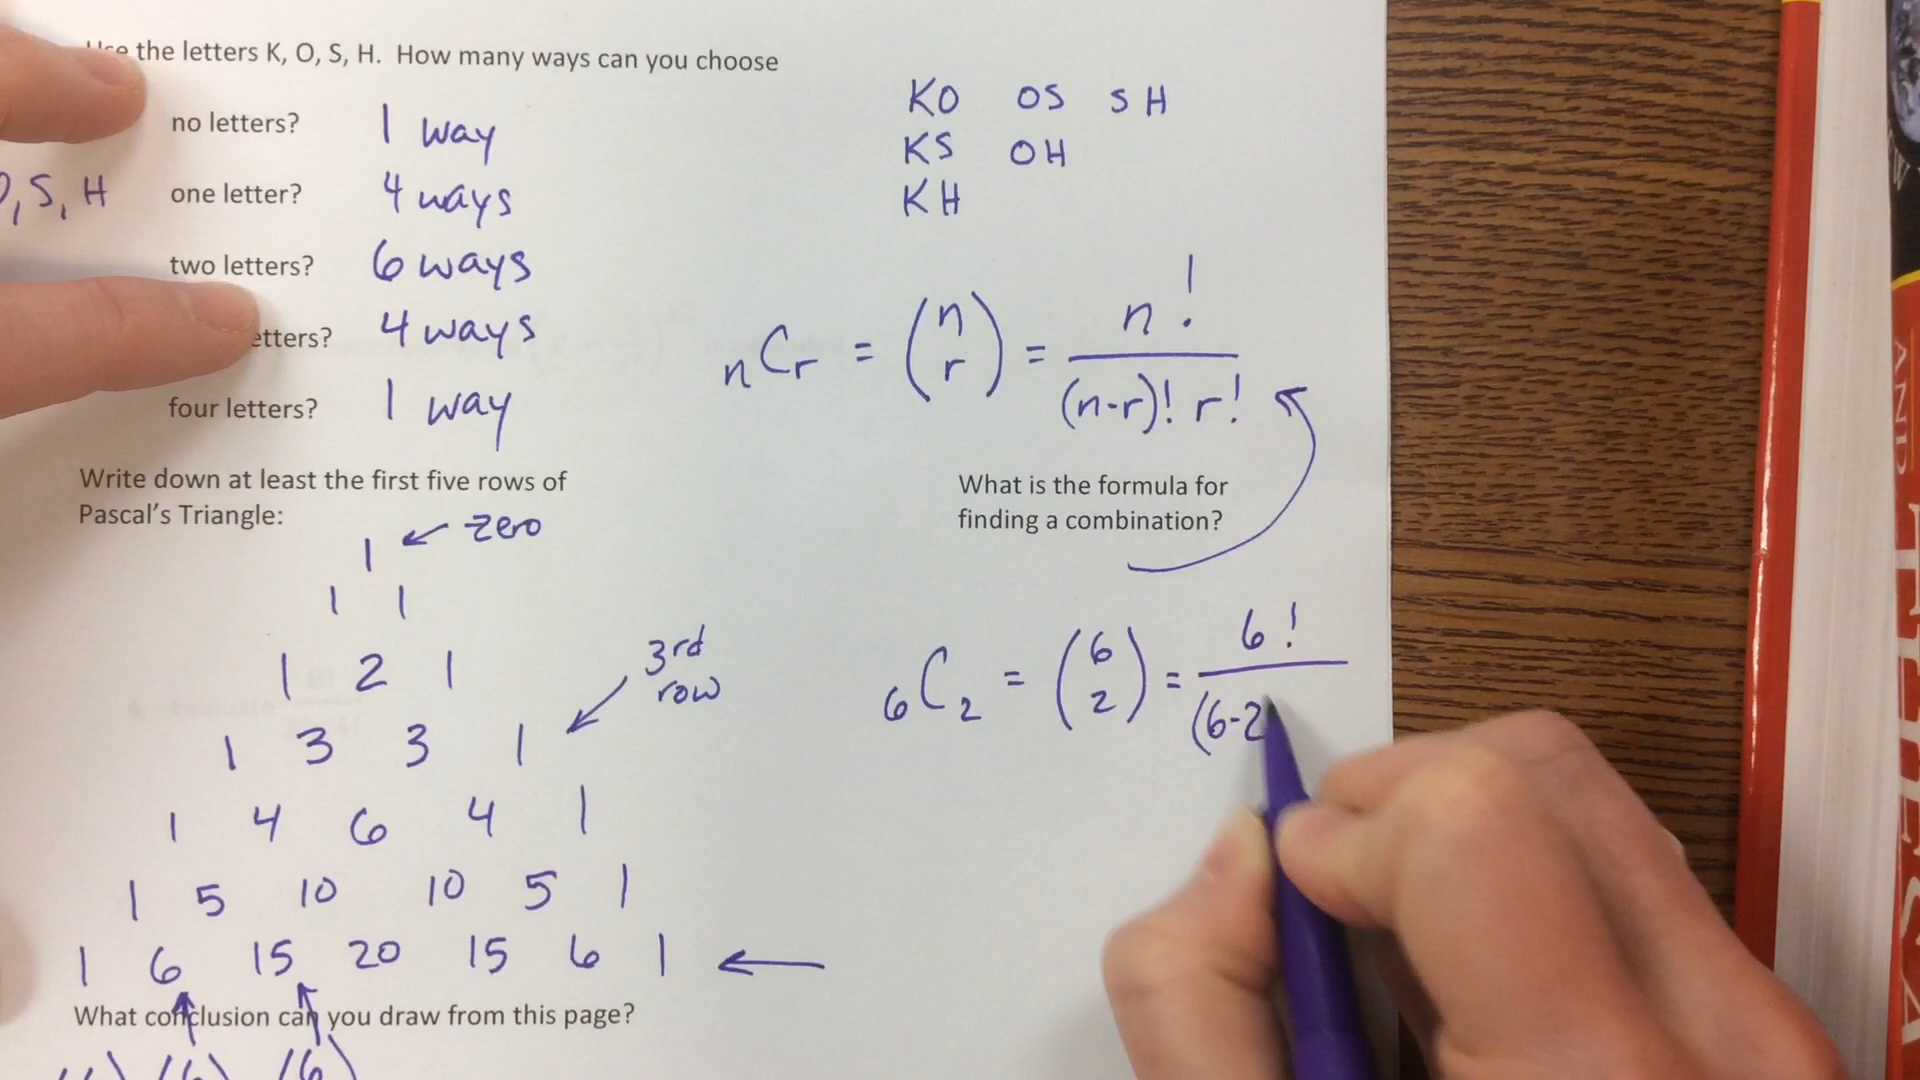 the letters K, O, S, H. How many ways can you choose
no letters? 1 way
, S, H one letter? 4 ways
two letters? 6 ways
etters? 4 ways
four letters? 1 way
KO OS SH
KS OH
KH
nCr = (n r) = n! / (n-r)! r!
What is the formula for
finding a combination?
Write down at least the first five rows of
Pascal's Triangle:
1 ← zero
1 1
1 2 1
3rd
row
1 3 3 1
1 4 6 4 1
1 5 10 10 5 1
1 6 15 20 15 6 1 ←
6C2 = (6 2) = 6! / (6-2
What conclusion can you draw from this page?
AND